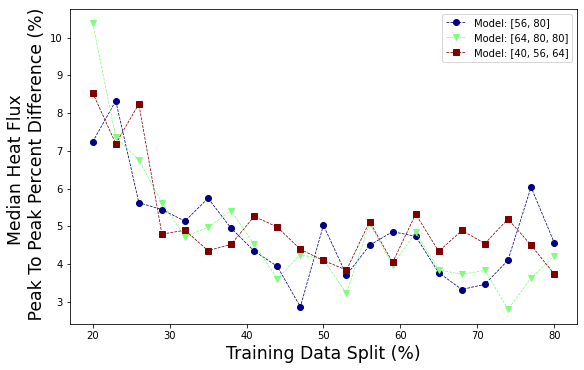 Median Heat Flux
Peak To Peak Percent Difference (%)
10
9
8
7
6
5
4
3
Model: [56, 80]
Model: [64, 80, 80]
Model: [40, 56, 64]
20 30 40 50 60 70 80
Training Data Split (%)